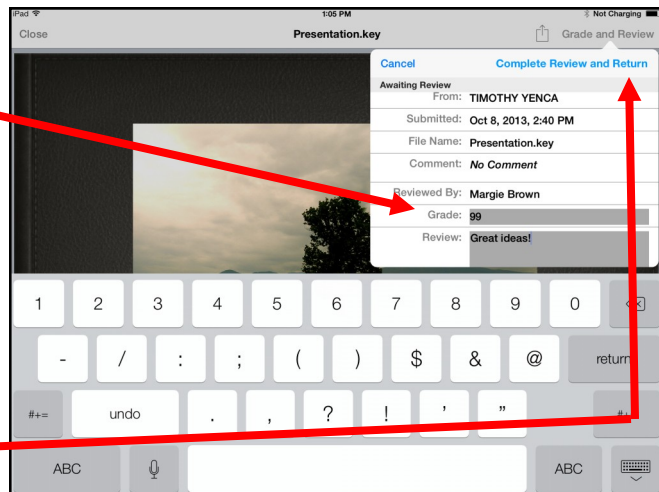 iPad 1:05 PM Not Charging
Close Presentation.key Grade and Review
Cancel Complete Review and Return
Awaiting Review
From: TIMOTHY YENCA
Submitted: Oct 8, 2013, 2:40 PM
File Name: Presentation.key
Comment: No Comment
Reviewed By: Margie Brown
Grade: 99
Review: Great ideas!
1 2 3 4 5 6 7 8 9 0
- / : ; ( ) $ & @ return
#+= undo . , ? ! ’ ”
ABC ABC